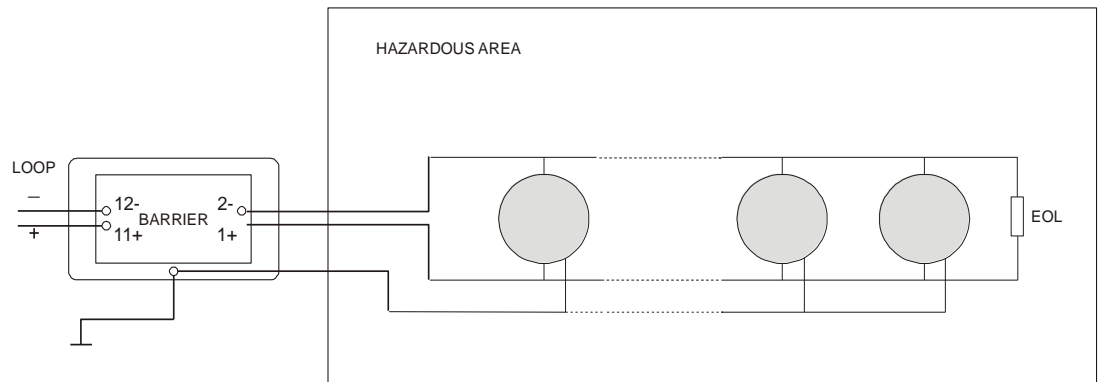 HAZARDOUS AREA
LOOP
–
12-
2-
BARRIER
+
11+
1+
EOL